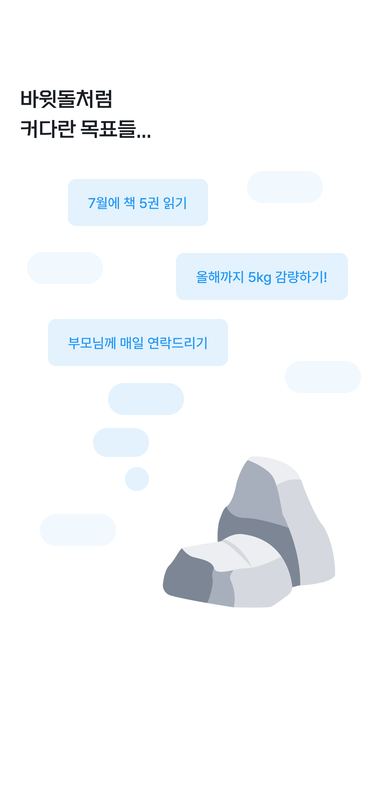 바윗돌처럼
커다란 목표들...
7월에 책 5권 읽기
올해까지 5kg 감량하기!
부모님께 매일 연락드리기